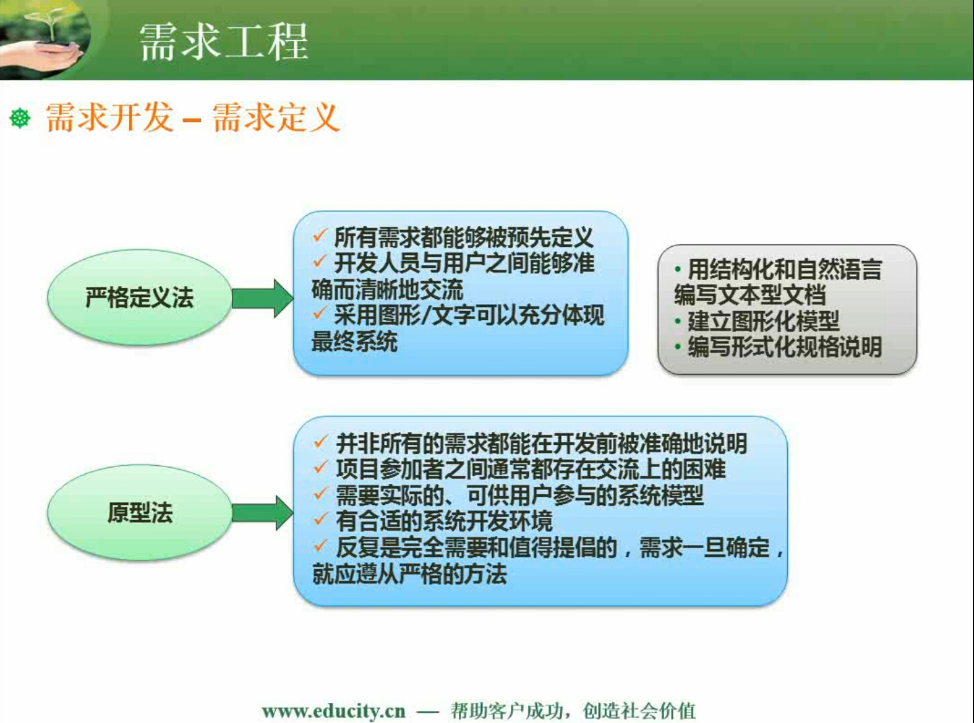 需求工程
需求开发 – 需求定义
严格定义法
✓ 所有需求都能够被预先定义
✓ 开发人员与用户之间能够准
确而清晰地交流
✓ 采用图形/文字可以充分体现
最终系统
• 用结构化和自然语言
编写文本型文档
• 建立图形化模型
• 编写形式化规格说明
原型法
✓ 并非所有的需求都能在开发前被准确地说明
✓ 项目参加者之间通常都存在交流上的困难
✓ 需要实际的、可供用户参与的系统模型
✓ 有合适的系统开发环境
✓ 反复是完全需要和值得提倡的，需求一旦确定，
就应遵从严格的方法
www.educity.cn — 帮助客户成功，创造社会价值